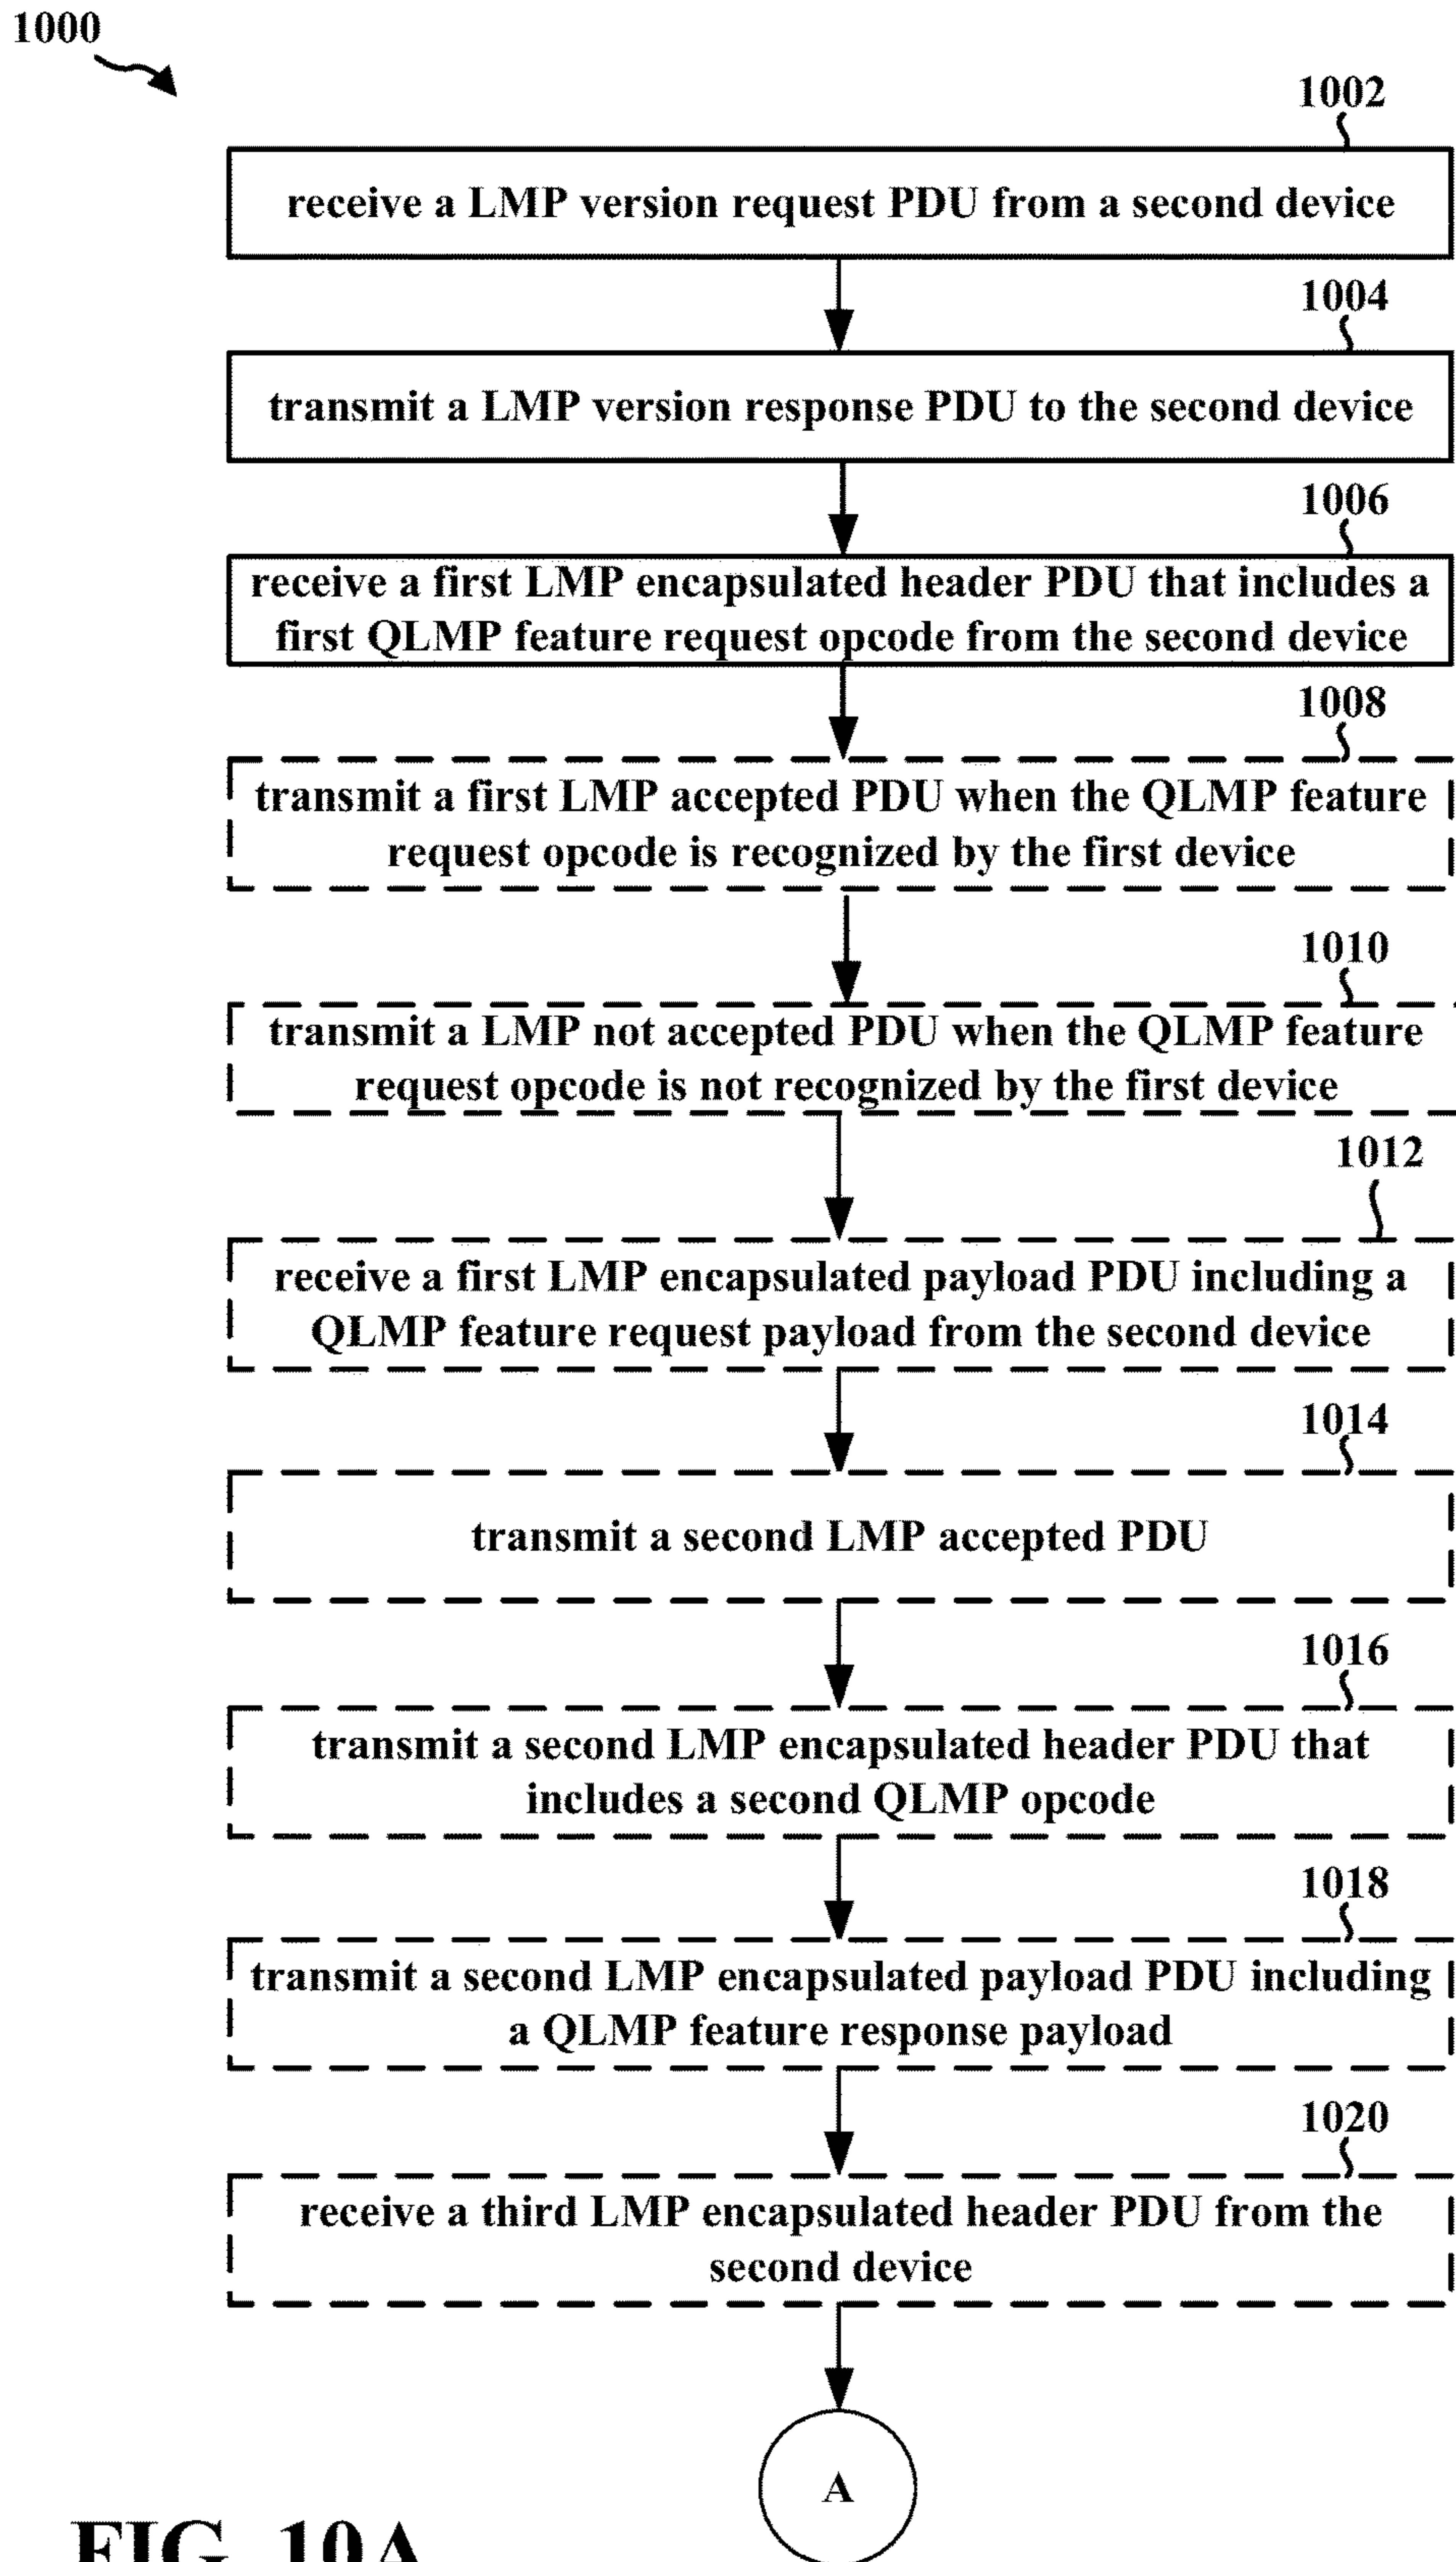 1000
1002
receive a LMP version request PDU from a second device
1004
transmit a LMP version response PDU to the second device
1006
receive a first LMP encapsulated header PDU that includes a
first QLMP feature request opcode from the second device
1008
transmit a first LMP accepted PDU when the QLMP feature
request opcode is recognized by the first device
1010
transmit a LMP not accepted PDU when the QLMP feature
request opcode is not recognized by the first device
1012
receive a first LMP encapsulated payload PDU including a
QLMP feature request payload from the second device
1014
transmit a second LMP accepted PDU
1016
transmit a second LMP encapsulated header PDU that
includes a second QLMP opcode
1018
transmit a second LMP encapsulated payload PDU including
a QLMP feature response payload
1020
receive a third LMP encapsulated header PDU from the
second device
A
FIG. 10A